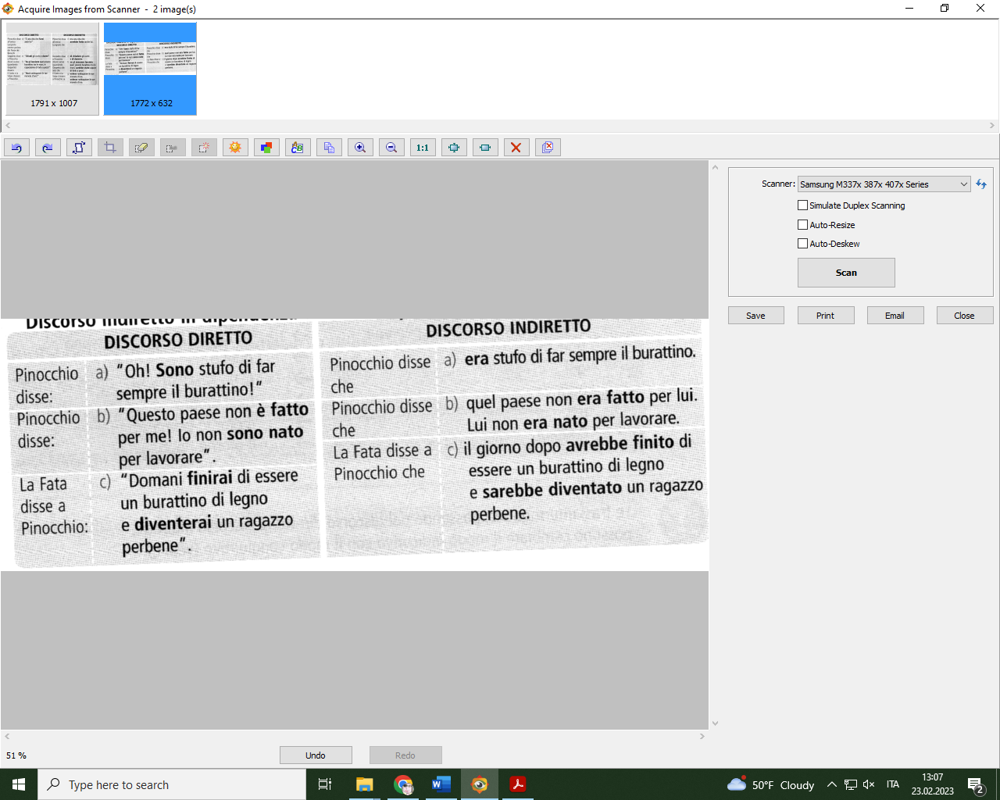 Acquire Images from Scanner - 2 image(s)
1791 x 1007
1772 x 632
1:1
Scanner:
Samsung M337x 387x 407x Series
Simulate Duplex Scanning
Auto-Resize
Auto-Deskew
Scan
Save
Print
Email
Close
Discorso indiretto in dipendenza
DISCORSO DIRETTO
Pinocchio disse:
a) “Oh! Sono stufo di far
sempre il burattino!”
Pinocchio disse:
b) “Questo paese non è fatto
per me! Io non sono nato
per lavorare”.
La Fata
disse a
Pinocchio:
c) “Domani finirai di essere
un burattino di legno
e diventerai un ragazzo
perbene”.
DISCORSO INDIRETTO
Pinocchio disse
che
a) era stufo di far sempre il burattino.
Pinocchio disse
che
b) quel paese non era fatto per lui.
Lui non era nato per lavorare.
La Fata disse a
Pinocchio che
c) il giorno dopo avrebbe finito di
essere un burattino di legno
e sarebbe diventato un ragazzo
perbene.
51 %
Undo
Redo
Type here to search
50°F Cloudy
ITA
13:07
23.02.2023
2